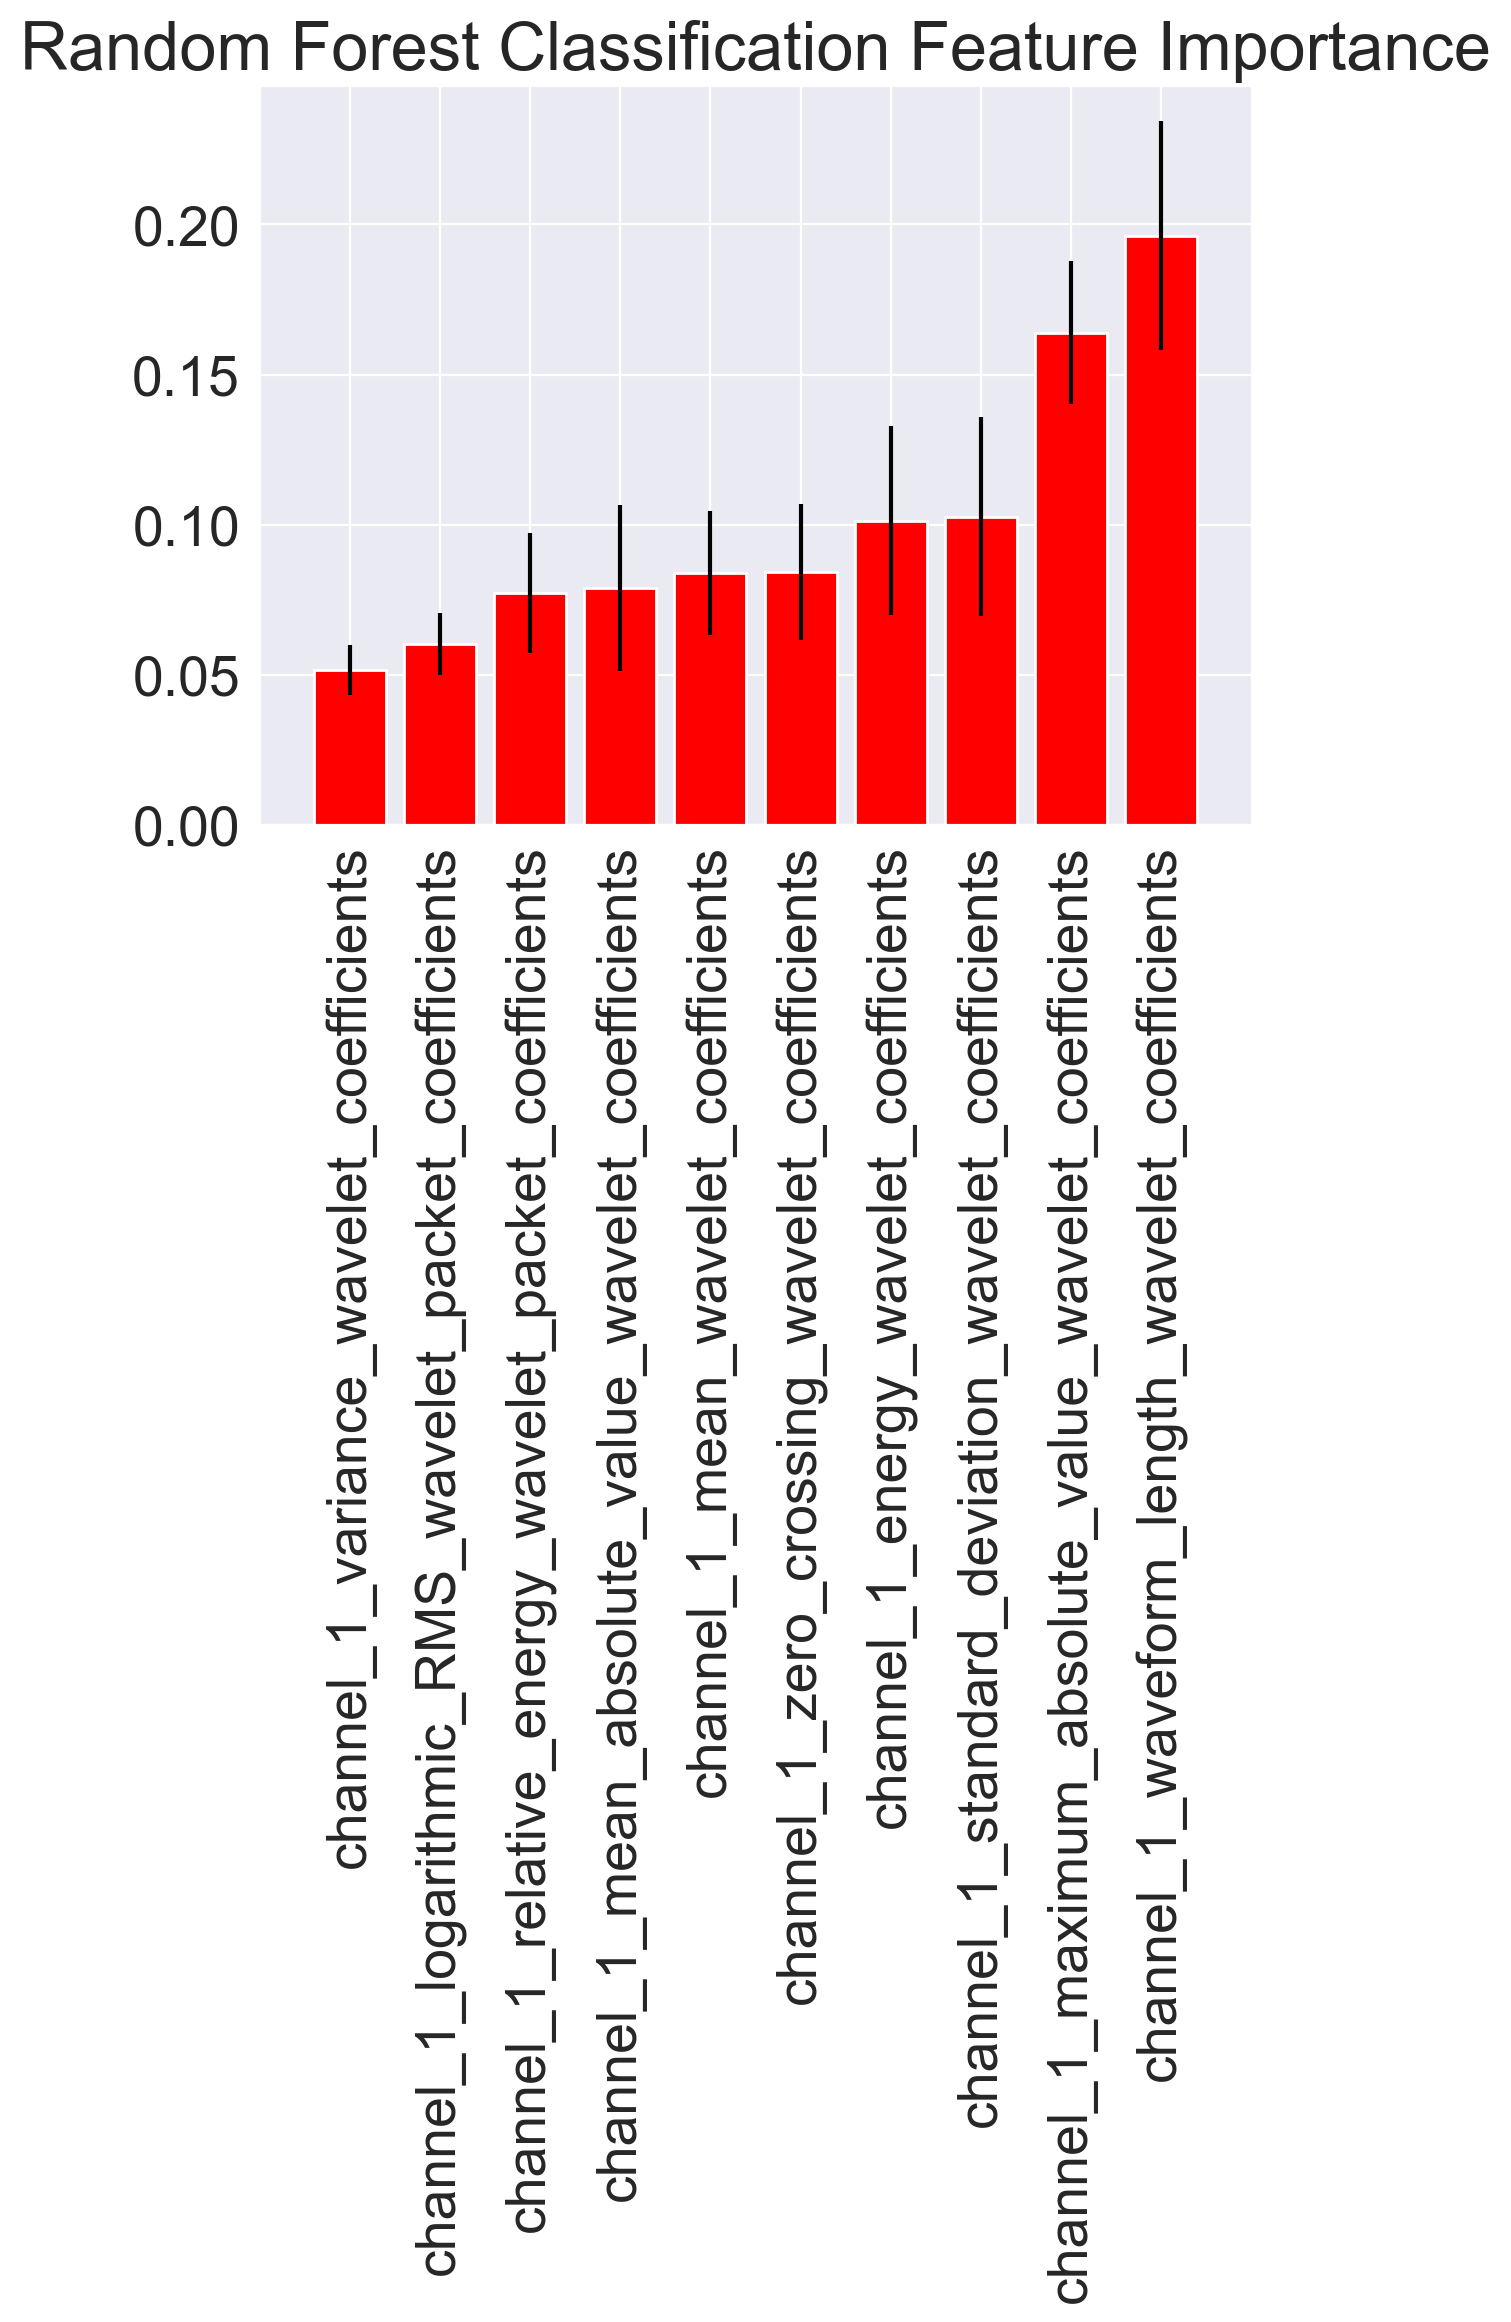 Random Forest Classification Feature Importance
0.20
0.15
0.10
0.05
0.00
channel_1_variance_wavelet_coefficients
channel_1_logarithmic_RMS_wavelet_packet_coefficients
channel_1_relative_energy_wavelet_packet_coefficients
channel_1_mean_absolute_value_wavelet_coefficients
channel_1_mean_wavelet_coefficients
channel_1_zero_crossing_wavelet_coefficients
channel_1_energy_wavelet_coefficients
channel_1_standard_deviation_wavelet_coefficients
channel_1_maximum_absolute_value_wavelet_coefficients
channel_1_waveform_length_wavelet_coefficients